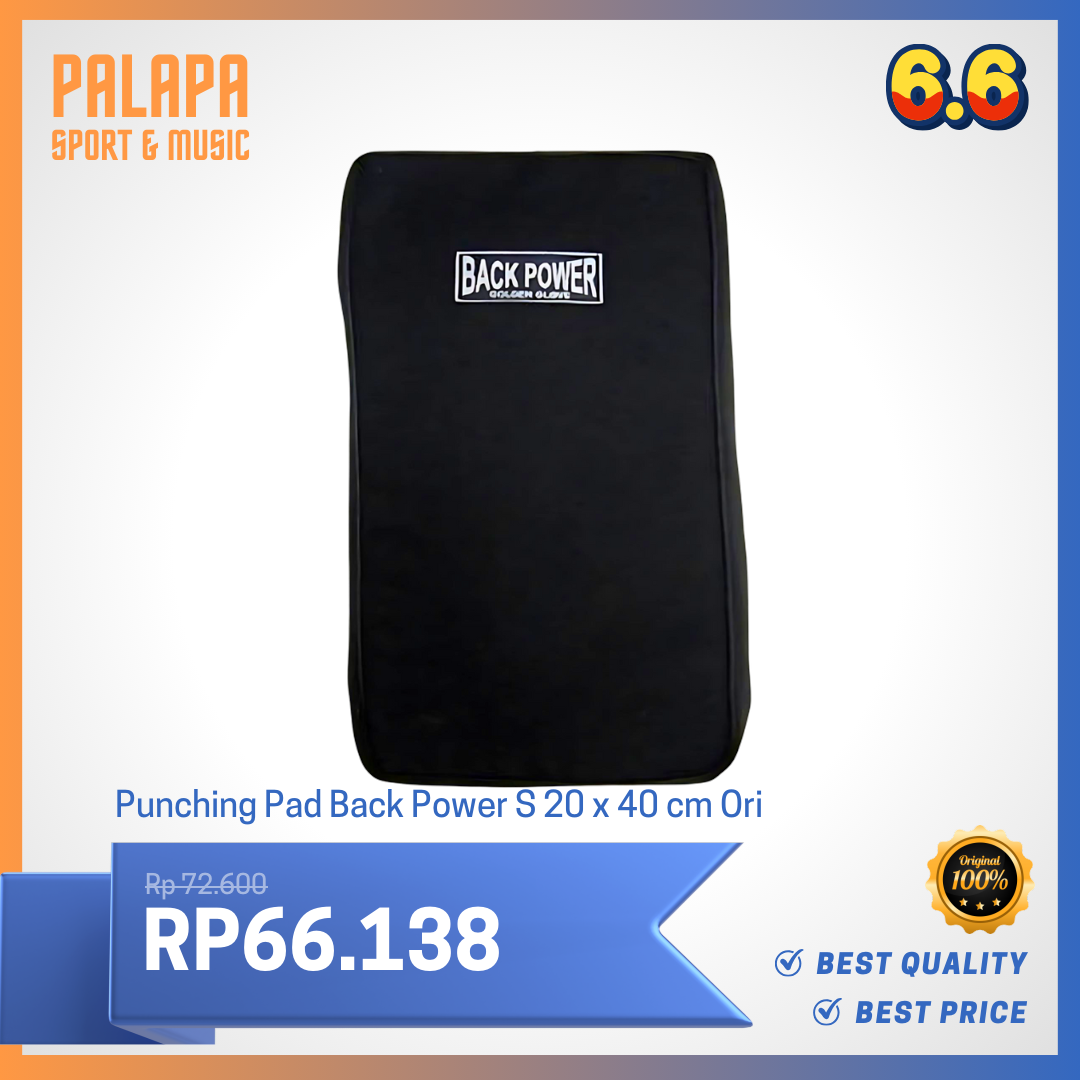 PALAPA
SPORT & MUSIC
6.6
BACK POWER
GOLDEN GLOVE
Punching Pad Back Power S 20 x 40 cm Ori
Rp 72.600
RP66.138
Original
100%
BEST QUALITY
BEST PRICE